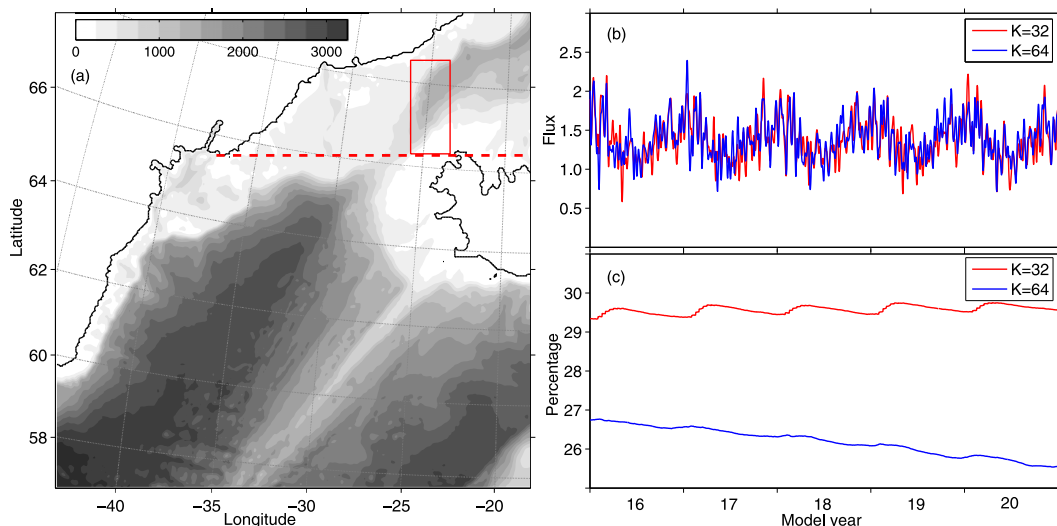 0 1000 2000 3000
(a)
66
64
62
60
58
Latitude
−40 −35 −30 −25 −20
Longitude
(b)
K=32
K=64
2.5
2
1.5
1
0.5
Flux
(c)
K=32
K=64
30
29
28
27
26
25
Percentage
16 17 18 19 20
Model year